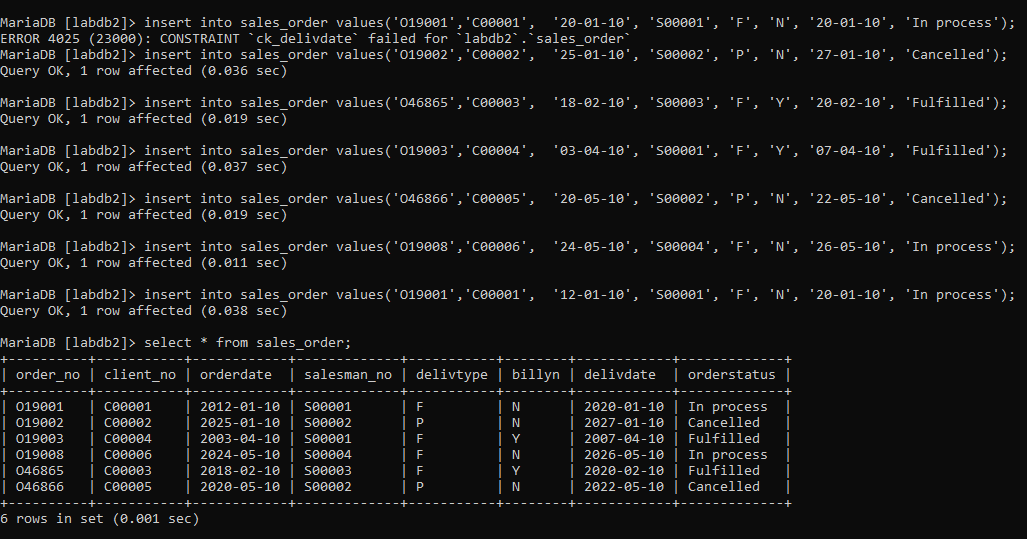 MariaDB [labdb2]> insert into sales_order values('O19001','C00001',  '20-01-10', 'S00001', 'F', 'N', '20-01-10', 'In process');
ERROR 4025 (23000): CONSTRAINT `ck_delivdate` failed for `labdb2`.`sales_order`
MariaDB [labdb2]> insert into sales_order values('O19002','C00002',  '25-01-10', 'S00002', 'P', 'N', '27-01-10', 'Cancelled');
Query OK, 1 row affected (0.036 sec)

MariaDB [labdb2]> insert into sales_order values('O46865','C00003',  '18-02-10', 'S00003', 'F', 'Y', '20-02-10', 'Fulfilled');
Query OK, 1 row affected (0.019 sec)

MariaDB [labdb2]> insert into sales_order values('O19003','C00004',  '03-04-10', 'S00001', 'F', 'Y', '07-04-10', 'Fulfilled');
Query OK, 1 row affected (0.037 sec)

MariaDB [labdb2]> insert into sales_order values('O46866','C00005',  '20-05-10', 'S00002', 'P', 'N', '22-05-10', 'Cancelled');
Query OK, 1 row affected (0.019 sec)

MariaDB [labdb2]> insert into sales_order values('O19008','C00006',  '24-05-10', 'S00004', 'F', 'N', '26-05-10', 'In process');
Query OK, 1 row affected (0.011 sec)

MariaDB [labdb2]> insert into sales_order values('O19001','C00001',  '12-01-10', 'S00001', 'F', 'N', '20-01-10', 'In process');
Query OK, 1 row affected (0.038 sec)

MariaDB [labdb2]> select * from sales_order;
+----------+-----------+------------+-------------+-----------+--------+------------+-------------+
| order_no | client_no | orderdate  | salesman_no | delivtype | billyn | delivdate  | orderstatus |
+----------+-----------+------------+-------------+-----------+--------+------------+-------------+
| O19001   | C00001    | 2012-01-10 | S00001      | F         | N      | 2020-01-10 | In process  |
| O19002   | C00002    | 2025-01-10 | S00002      | P         | N      | 2027-01-10 | Cancelled   |
| O19003   | C00004    | 2003-04-10 | S00001      | F         | Y      | 2007-04-10 | Fulfilled   |
| O19008   | C00006    | 2024-05-10 | S00004      | F         | N      | 2026-05-10 | In process  |
| O46865   | C00003    | 2018-02-10 | S00003      | F         | Y      | 2020-02-10 | Fulfilled   |
| O46866   | C00005    | 2020-05-10 | S00002      | P         | N      | 2022-05-10 | Cancelled   |
+----------+-----------+------------+-------------+-----------+--------+------------+-------------+
6 rows in set (0.001 sec)